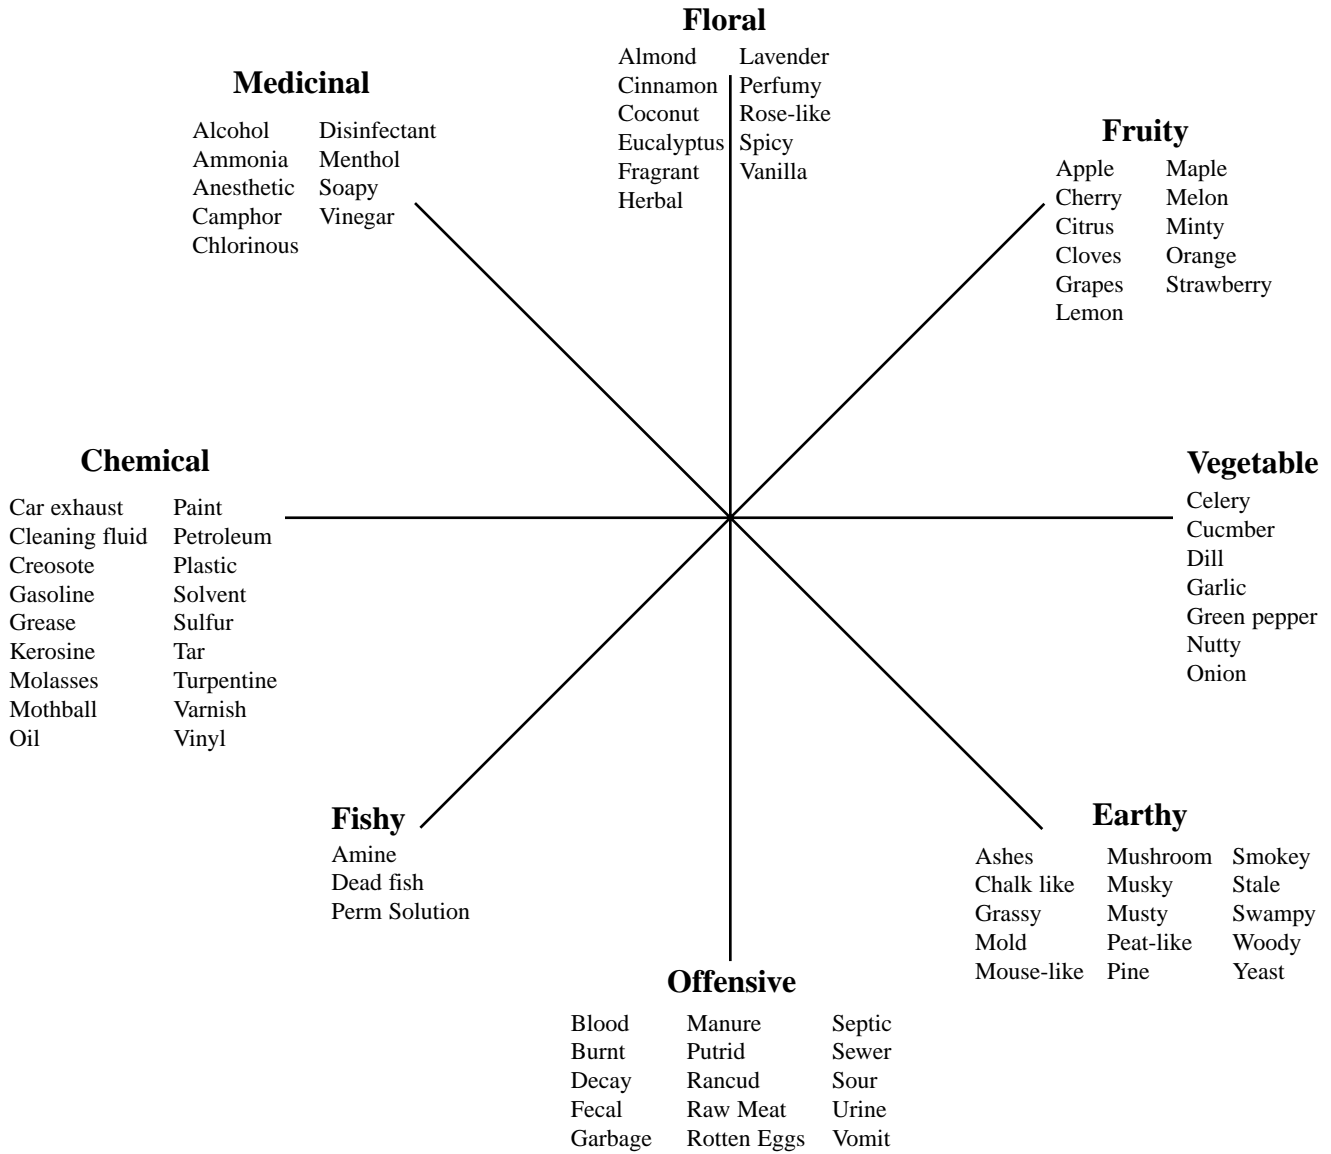 Floral
Almond Lavender
Cinnamon Perfumy
Coconut Rose-like
Eucalyptus Spicy
Fragrant Vanilla
Herbal
Medicinal
Alcohol Disinfectant
Ammonia Menthol
Anesthetic Soapy
Camphor Vinegar
Chlorinous
Fruity
Apple Maple
Cherry Melon
Citrus Minty
Cloves Orange
Grapes Strawberry
Lemon
Chemical
Car exhaust Paint
Cleaning fluid Petroleum
Creosote Plastic
Gasoline Solvent
Grease Sulfur
Kerosine Tar
Molasses Turpentine
Mothball Varnish
Oil Vinyl
Vegetable
Celery
Cucmber
Dill
Garlic
Green pepper
Nutty
Onion
Fishy
Amine
Dead fish
Perm Solution
Earthy
Ashes Mushroom Smokey
Chalk like Musky Stale
Grassy Musty Swampy
Mold Peat-like Woody
Mouse-like Pine Yeast
Offensive
Blood Manure Septic
Burnt Putrid Sewer
Decay Rancud Sour
Fecal Raw Meat Urine
Garbage Rotten Eggs Vomit